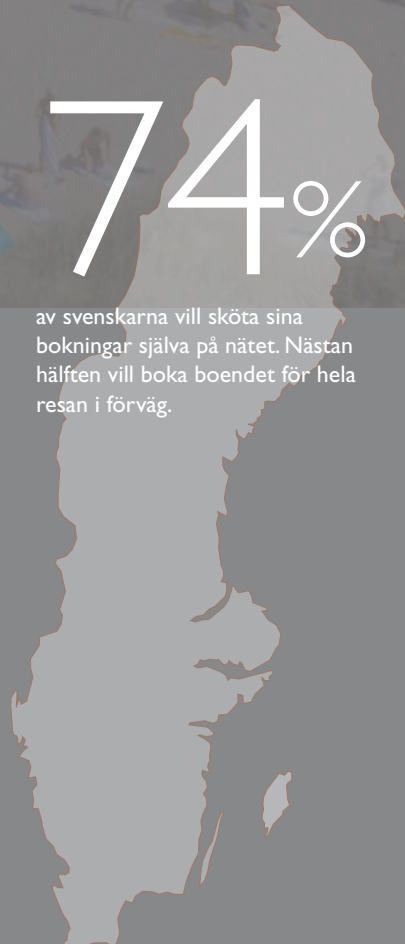 74%
av svenskarna vill sköta sina
bokningar själva på nätet. Nästan
hälften vill boka boendet för hela
resan i förväg.